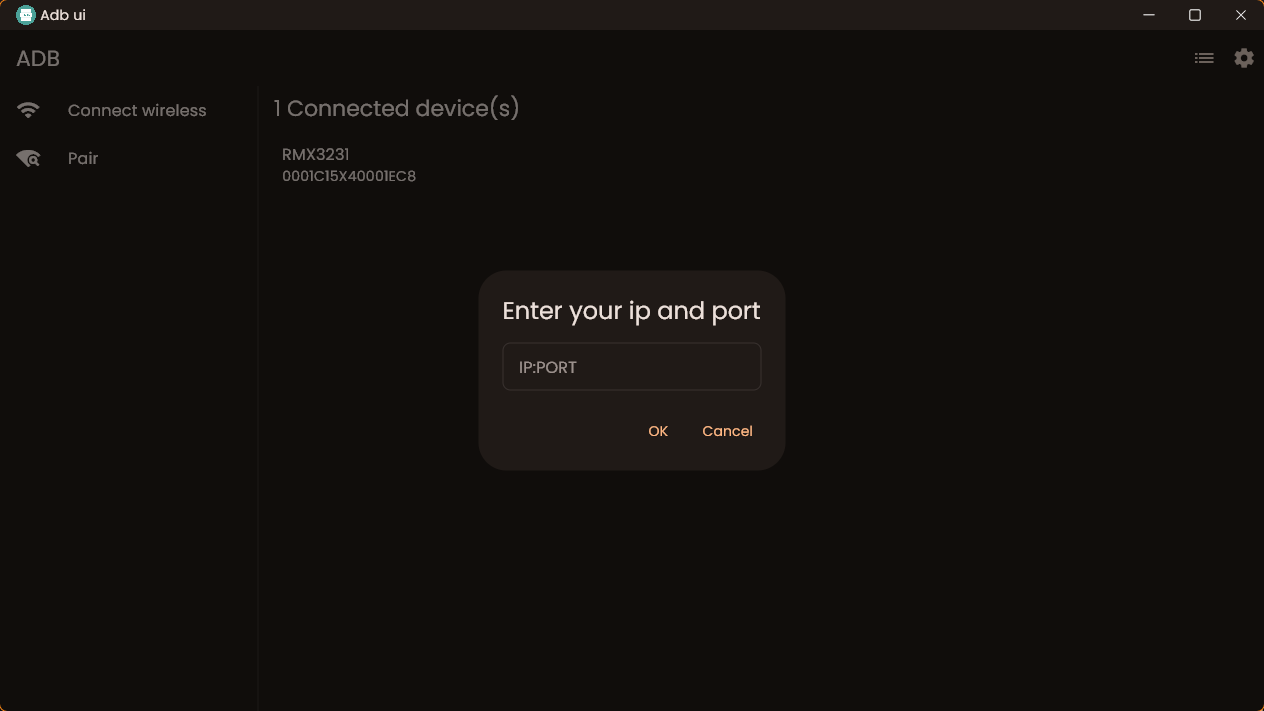 Adb ui
ADB
Connect wireless
Pair
1 Connected device(s)
RMX3231
0001C15X40001EC8
Enter your ip and port
IP:PORT
OK Cancel